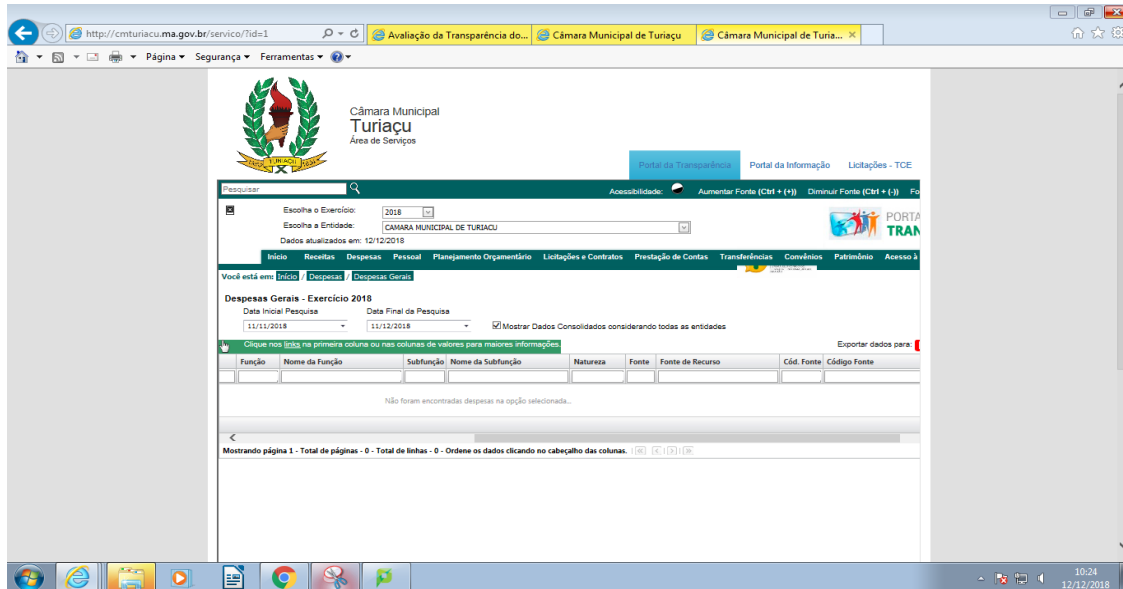 http://cmturiacu.ma.gov.br/servico/?id=1
Avaliação da Transparência do...
Câmara Municipal de Turiaçu
Câmara Municipal de Turia...
Página
Segurança
Ferramentas
TURIAÇU
Câmara Municipal
Turiaçu
Área de Serviços
Portal da Transparência
Portal da Informação
Licitações - TCE
Pesquisar
Acessibilidade:
Aumentar Fonte (Ctrl + (+))
Diminuir Fonte (Ctrl + (-))
Fo
Escolha o Exercício:
2018
Escolha a Entidade:
CAMARA MUNICIPAL DE TURIACU
Dados atualizados em: 12/12/2018
PORTA
TRAN
Início Receitas Despesas Pessoal Planejamento Orçamentário Licitações e Contratos Prestação de Contas Transferências Convênios Patrimônio Acesso à
Você está em: Início / Despesas / Despesas Gerais
Despesas Gerais - Exercício 2018
Data Inicial Pesquisa
Data Final da Pesquisa
11/11/2018
11/12/2018
Mostrar Dados Consolidados considerando todas as entidades
Clique nos links na primeira coluna ou nas colunas de valores para maiores informações.
Exportar dados para:
Função Nome da Função Subfunção Nome da Subfunção Natureza Fonte Fonte de Recurso Cód. Fonte Código Fonte
Não foram encontradas despesas na opção selecionada...
Mostrando página 1 - Total de páginas - 0 - Total de linhas - 0 - Ordene os dados clicando no cabeçalho das colunas.
10:24
12/12/2018